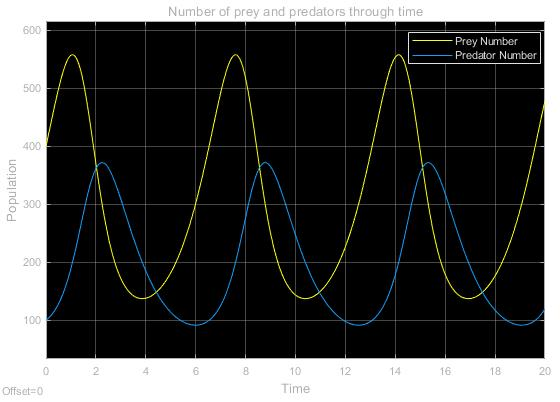 Number of prey and predators through time
Prey Number
Predator Number
600
500
400
300
200
100
Population
0 2 4 6 8 10 12 14 16 18 20
Time
Offset=0